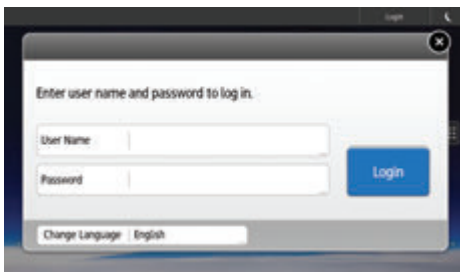 Login
Enter user name and password to log in.
User Name
Password
Login
Change Language English